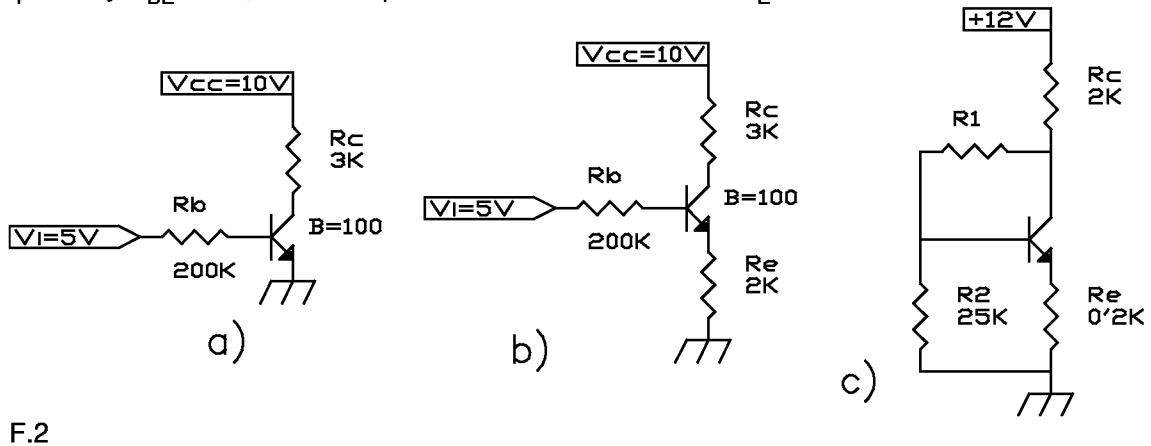 Vcc=10V
Rc
3K
Rb
Vi=5V
B=100
200K
a)
Vcc=10V
Rc
3K
Rb
Vi=5V
B=100
200K
Re
2K
b)
+12V
Rc
2K
R1
R2
25K
Re
0'2K
c)
F.2